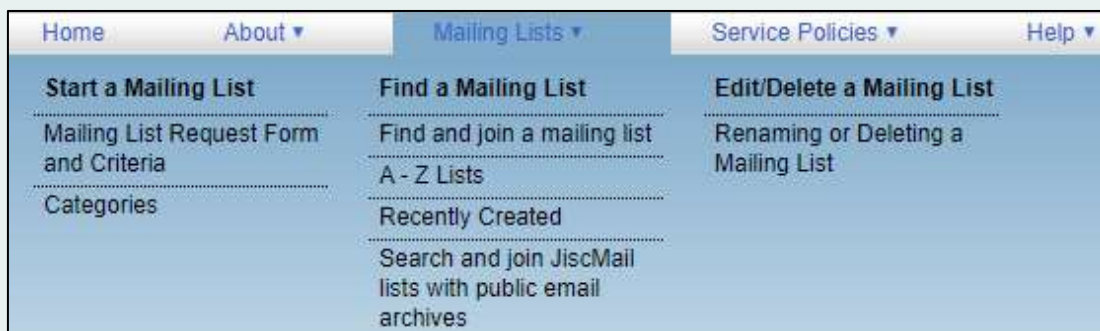 Home About ▾ Mailing Lists ▾ Service Policies ▾ Help ▾
Start a Mailing List
Mailing List Request Form
and Criteria
Categories
Find a Mailing List
Find and join a mailing list
A - Z Lists
Recently Created
Search and join JiscMail
lists with public email
archives
Edit/Delete a Mailing List
Renaming or Deleting a
Mailing List